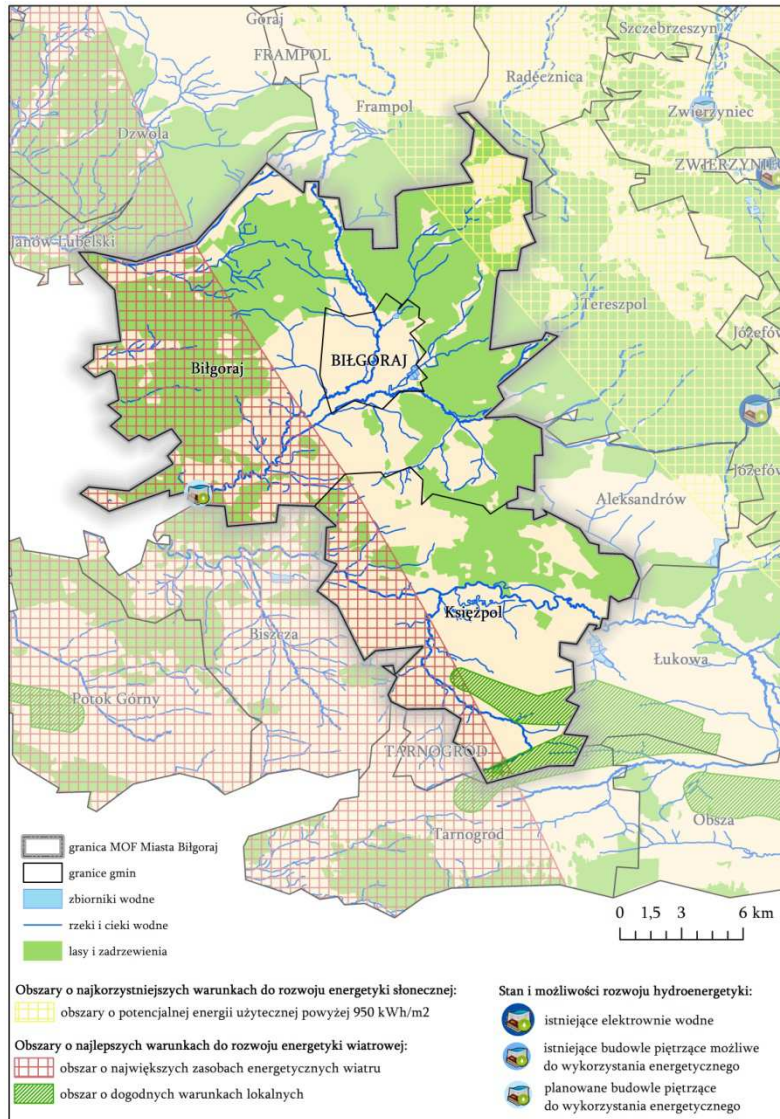 Goraj
Szczebrzeszyn
FRAMPOL
Radecznica
Frampol
Zwierzyniec
Dzwola
ZWIERZYNIEC
Janów Lubelski
Tereszpol
Józefów
Biłgoraj
BIŁGORAJ
Józefów
Aleksandrów
Księżpol
Biszcza
Łukowa
Potok Górny
TARNOGRÓD
Obsza
Tarnogród
granica MOF Miasta Biłgoraj
granice gmin
zbiorniki wodne
rzeki i cieki wodne
lasy i zadrzewienia
0 1,5 3 6 km
Obszary o najkorzystniejszych warunkach do rozwoju energetyki słonecznej:
obszary o potencjalnej energii użytecznej powyżej 950 kWh/m2
Obszary o najlepszych warunkach do rozwoju energetyki wiatrowej:
obszar o największych zasobach energetycznych wiatru
obszar o dogodnych warunkach lokalnych
Stan i możliwości rozwoju hydroenergetyki:
istniejące elektrownie wodne
istniejące budowle piętrzące możliwe
do wykorzystania energetycznego
planowane budowle piętrzące
do wykorzystania energetycznego